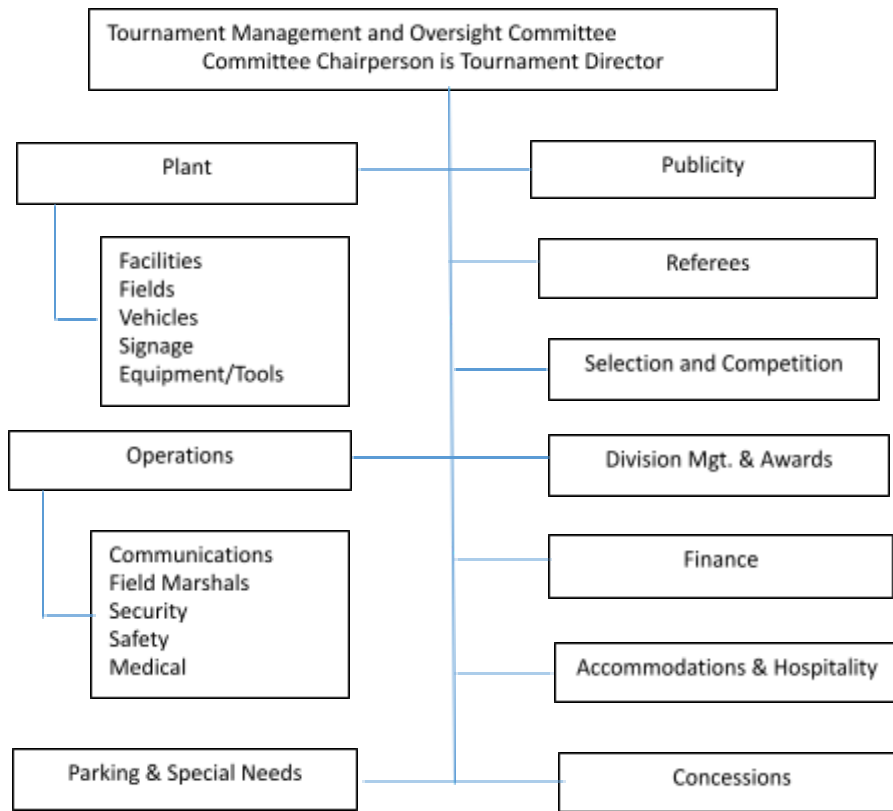 Tournament Management and Oversight Committee
Committee Chairperson is Tournament Director
Plant
Publicity
Facilities
Fields
Vehicles
Signage
Equipment/Tools
Referees
Selection and Competition
Operations
Division Mgt. & Awards
Communications
Field Marshals
Security
Safety
Medical
Finance
Accommodations & Hospitality
Parking & Special Needs
Concessions